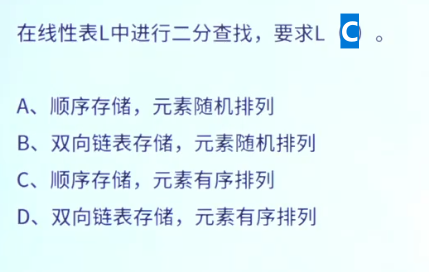 在线性表L中进行二分查找，要求L C 。
A、顺序存储，元素随机排列
B、双向链表存储，元素随机排列
C、顺序存储，元素有序排列
D、双向链表存储，元素有序排列